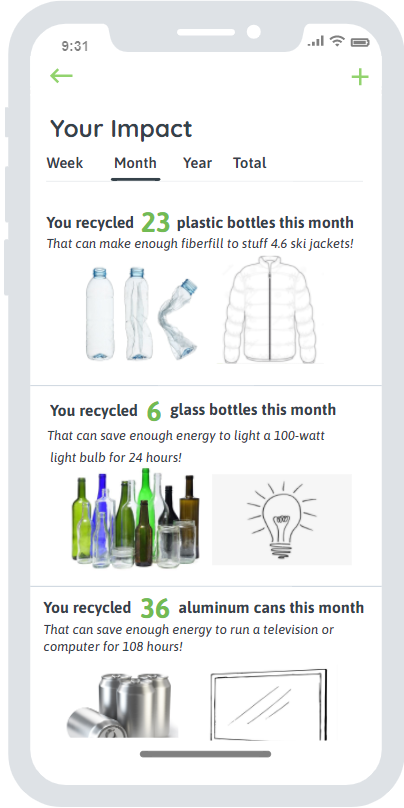 9:31
Your Impact
Week Month Year Total
You recycled 23 plastic bottles this month
That can make enough fiberfill to stuff 4.6 ski jackets!
You recycled 6 glass bottles this month
That can save enough energy to light a 100-watt
light bulb for 24 hours!
You recycled 36 aluminum cans this month
That can save enough energy to run a television or
computer for 108 hours!